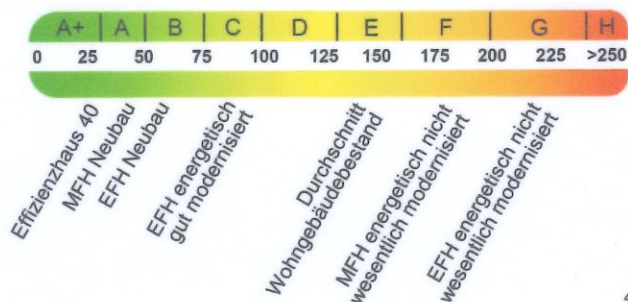 A+ A B C D E F G H
0 25 50 75 100 125 150 175 200 225 >250
Effizienzhaus 40
MFH Neubau
EFH Neubau
EFH energetisch
gut modernisiert
Durchschnitt
Wohngebäudebestand
MFH energetisch nicht
wesentlich modernisiert
EFH energetisch nicht
wesentlich modernisiert